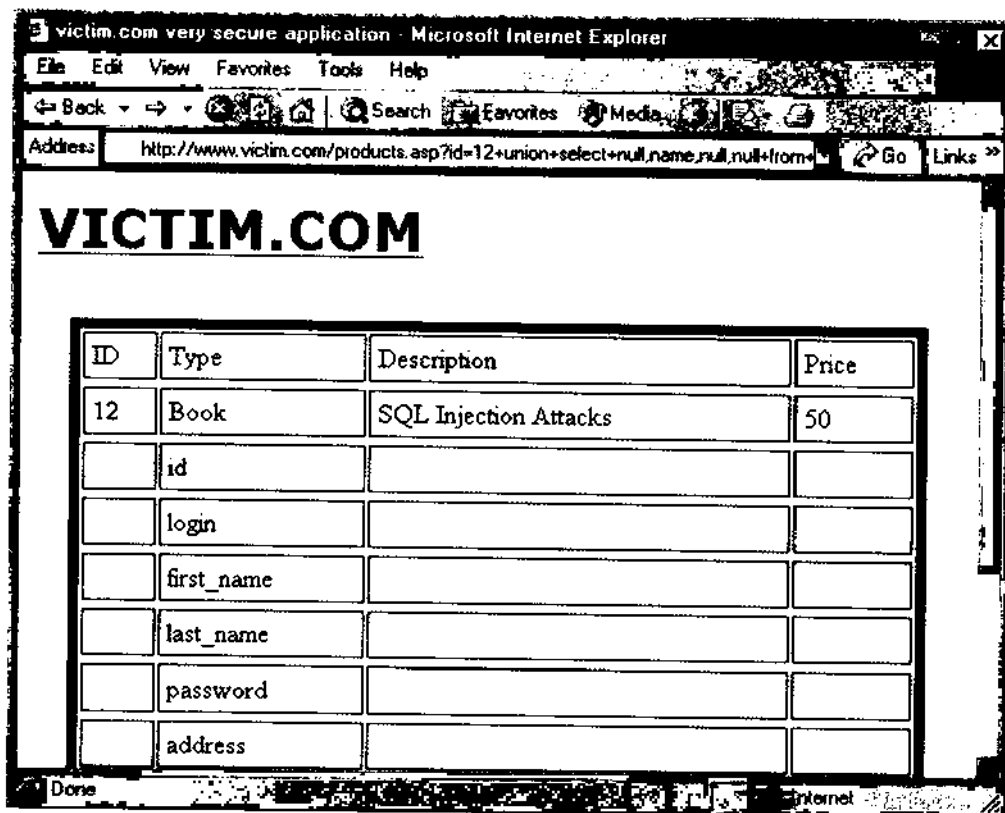 victim.com very secure application - Microsoft Internet Explorer
File Edit View Favorites Tools Help
Back Search Favorites Media
Address http://www.victim.com/products.asp?id=12+union+select+null,name,null,null+from+ Go Links »
VICTIM.COM
ID Type Description Price
12 Book SQL Injection Attacks 50
id
login
first_name
last_name
password
address
Done Internet